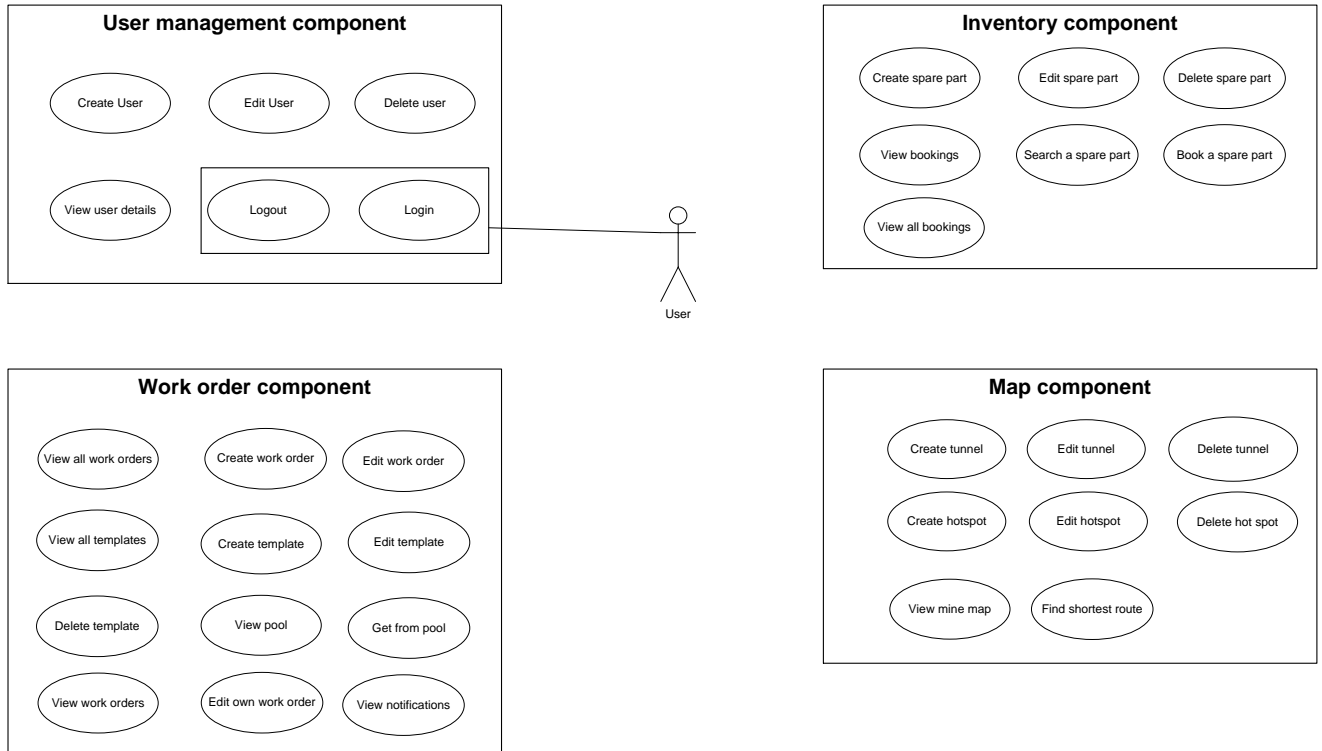 User management component
Create User
Edit User
Delete user
View user details
Logout
Login
User
Inventory component
Create spare part
Edit spare part
Delete spare part
View bookings
Search a spare part
Book a spare part
View all bookings
Work order component
View all work orders
Create work order
Edit work order
View all templates
Create template
Edit template
Delete template
View pool
Get from pool
View work orders
Edit own work order
View notifications
Map component
Create tunnel
Edit tunnel
Delete tunnel
Create hotspot
Edit hotspot
Delete hot spot
View mine map
Find shortest route